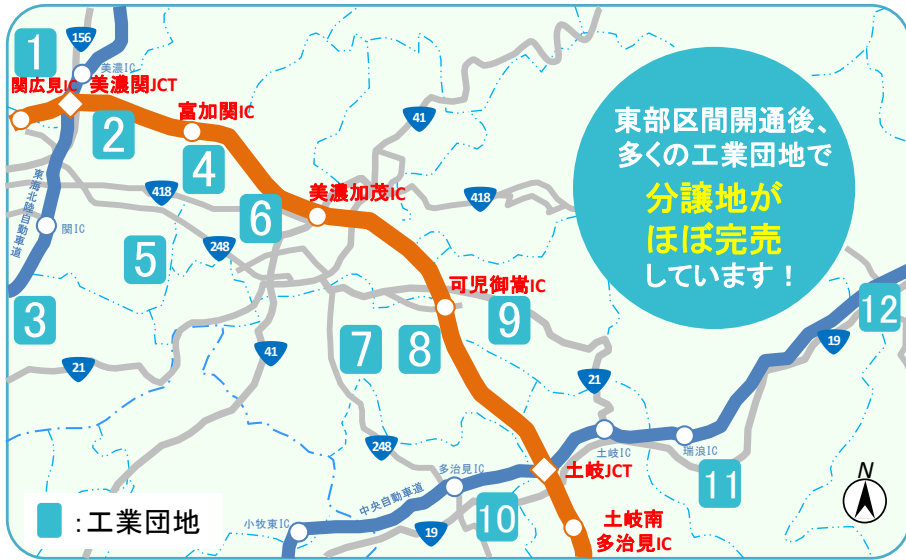 1
156
美濃IC
関広見IC
美濃関JCT
2
富加関IC
4
41
東部区間開通後、
多くの工業団地で
分譲地が
ほぼ完売
しています！
東海北陸自動車道
418
6
美濃加茂IC
418
関IC
5
248
3
可児御嵩IC
9
12
7
8
41
21
19
21
248
土岐IC
瑞浪IC
多治見IC
土岐JCT
11
中央自動車道
10
N
：工業団地
小牧東IC
19
土岐南
多治見IC